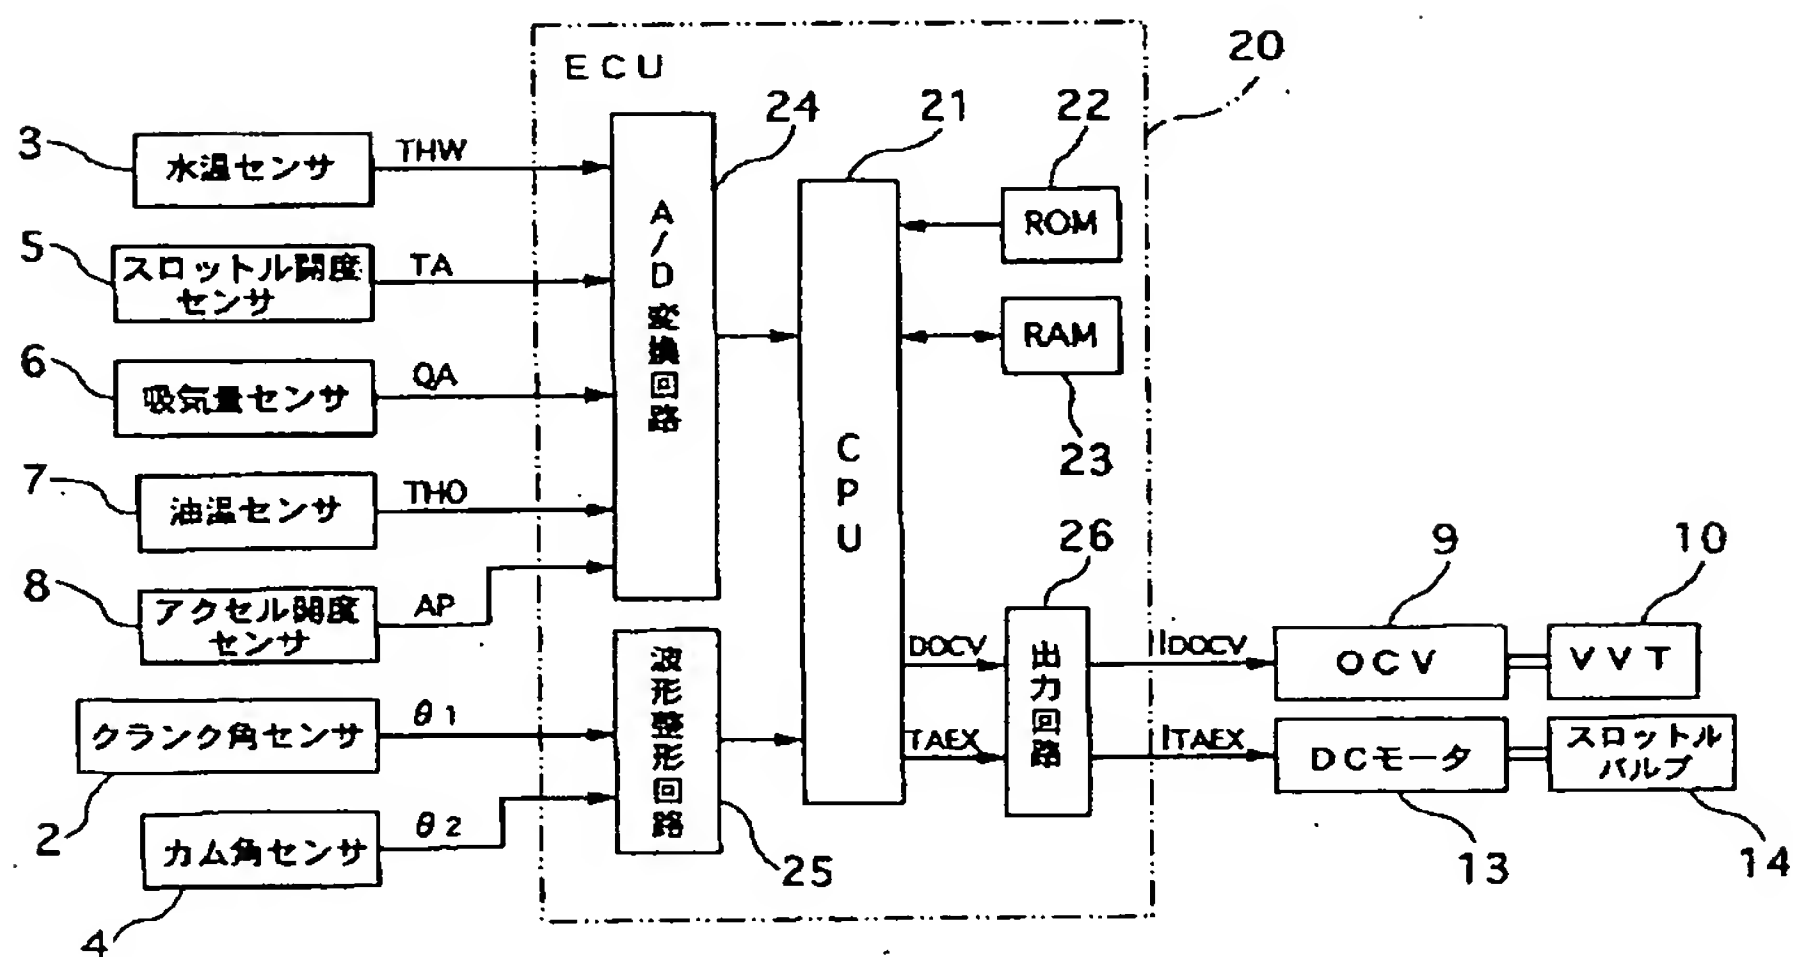 ECU
20
24
21
22
3
水温センサ
THW
5
スロットル開度
センサ
TA
6
吸気量センサ
QA
7
油温センサ
THO
8
アクセル開度
センサ
AP
クランク角センサ
θ1
2
カム角センサ
θ2
4
A/D変換回路
波形整形回路
25
CPU
ROM
RAM
23
26
出力回路
DOCV
TAEX
IDOCV
ITAEX
9
OCV
10
VVT
DCモータ
13
スロットル
バルブ
14